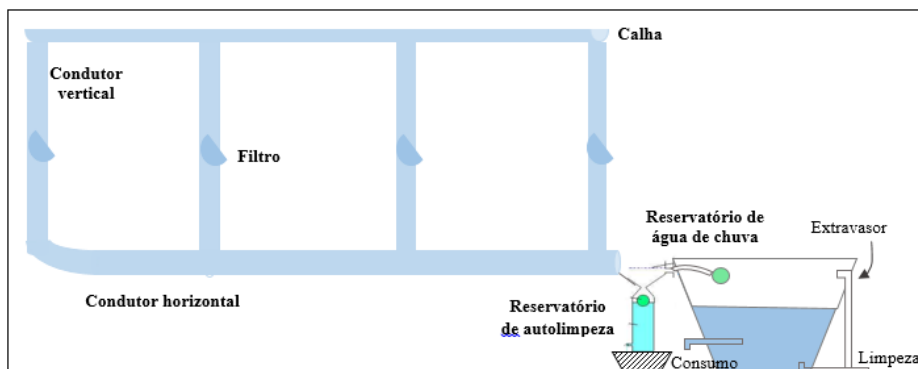 Calha
Condutor
vertical
Filtro
Reservatório de
água de chuva
Extravasor
Condutor horizontal
Reservatório
de autolimpeza
Consumo
Limpeza